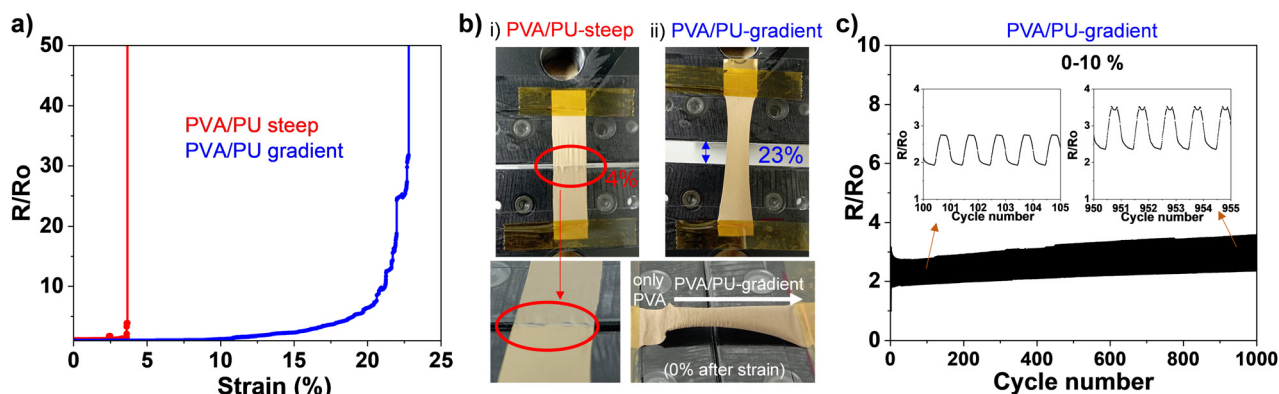 a)
50
40
30
20
10
R/Ro
0
5
10
15
20
25
Strain (%)
PVA/PU steep
PVA/PU gradient
b)
i) PVA/PU-steep
ii) PVA/PU-gradient
4%
23%
only
PVA
PVA/PU-gradient
(0% after strain)
c)
PVA/PU-gradient
0-10 %
10
8
6
4
2
0
R/Ro
0
200
400
600
800
1000
Cycle number
4
3
2
1
R/Ro
100
101
102
103
104
105
Cycle number
4
3
2
1
R/Ro
950
951
952
953
954
955
Cycle number